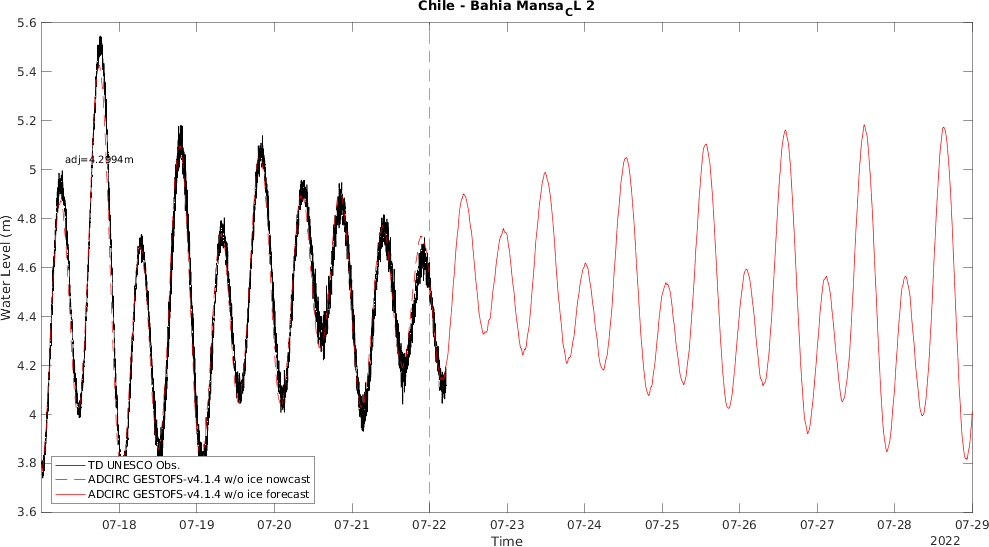 Chile - Bahia MansaCL 2
5.6
5.4
5.2
5
4.8
4.6
4.4
4.2
4
3.8
3.6
Water Level (m)
adj=4.2994m
TD UNESCO Obs.
ADCIRC GESTOFS-v4.1.4 w/o ice nowcast
ADCIRC GESTOFS-v4.1.4 w/o ice forecast
07-18 07-19 07-20 07-21 07-22 07-23 07-24 07-25 07-26 07-27 07-28 07-29
Time
2022